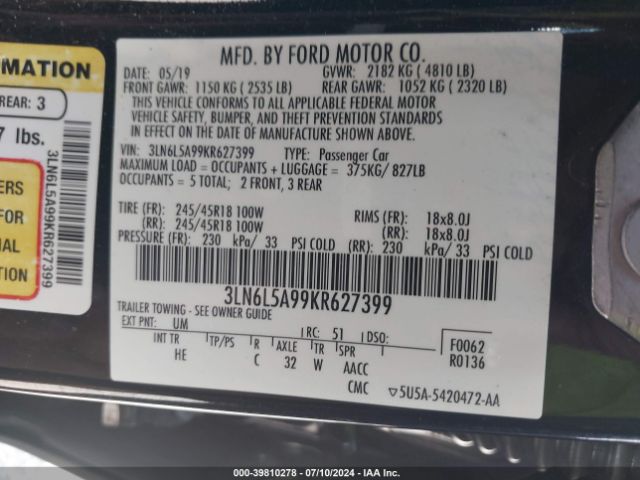 RMATION
REAR: 3
7 lbs.
ERS
FOR
NAL
3LN6L5A99KR627399
MFD. BY FORD MOTOR CO.
DATE: 05/19 GVWR: 2182 KG ( 4810 LB)
FRONT GAWR: 1150 KG ( 2535 LB) REAR GAWR: 1052 KG ( 2320 LB)
THIS VEHICLE CONFORMS TO ALL APPLICABLE FEDERAL MOTOR
VEHICLE SAFETY, BUMPER, AND THEFT PREVENTION STANDARDS
IN EFFECT ON THE DATE OF MANUFACTURE SHOWN ABOVE.
VIN: 3LN6L5A99KR627399 TYPE: Passenger Car
MAXIMUM LOAD = OCCUPANTS + LUGGAGE = 375KG/ 827LB
OCCUPANTS = 5 TOTAL; 2 FRONT, 3 REAR
TIRE (FR): 245/45R18 100W RIMS (FR): 18x8.0J
(RR): 245/45R18 100W (RR): 18x8.0J
PRESSURE (FR): 230 kPa/ 33 PSI COLD (RR): 230 kPa/ 33 PSI COLD
3LN6L5A99KR627399
TRAILER TOWING - SEE OWNER GUIDE
EXT PNT: UM RC: 51 DSO:
INT TR TP/PS R AXLE TR SPR
HE C 32 W AACC
CMC
F0062
R0136
5U5A-5420472-AA
000-39810278 / 07/10/2024 / IAA Inc.